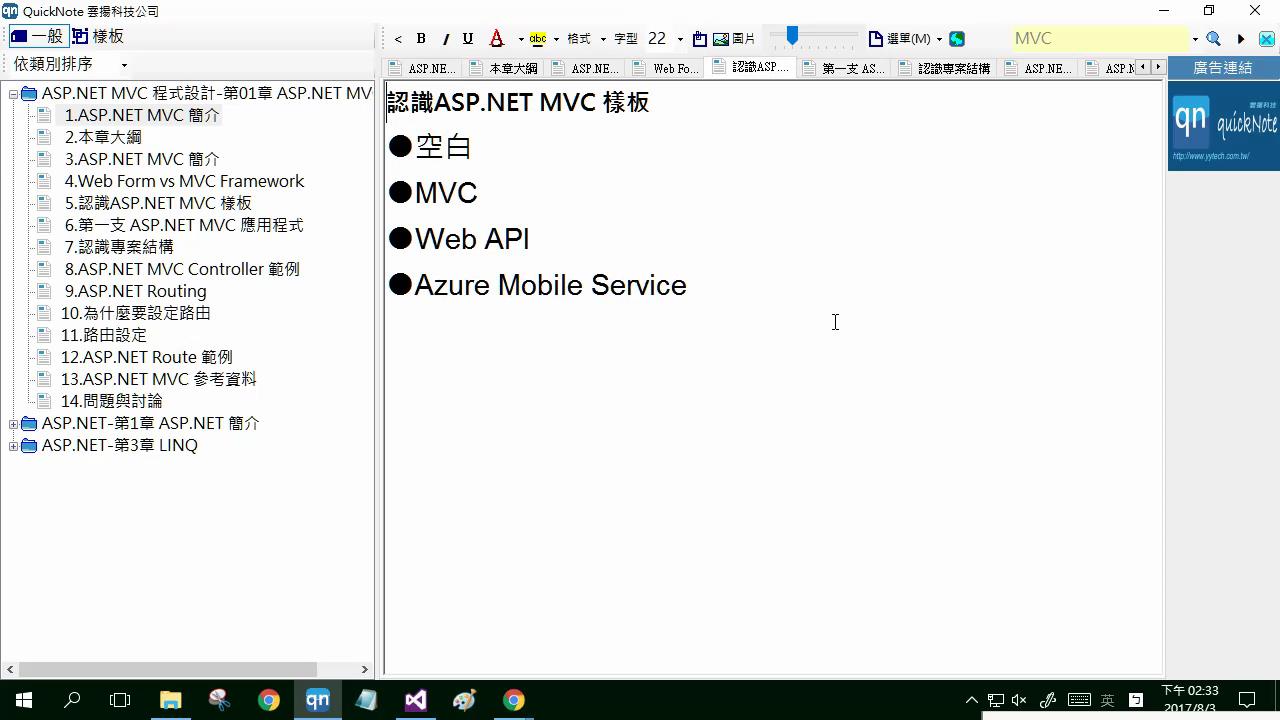 qn QuickNote 雲揚科技公司
一般 樣板
< B I U A abc 格式 字型 22 圖片 選單(M) MVC
依類別排序
ASP.NE... 本章大綱 ASP.NE... Web Fo... 認識ASP.... 第一支 AS... 認識專案結構 ASP.NE... ASP.N
廣告連結
ASP.NET MVC 程式設計-第01章 ASP.NET MV
1.ASP.NET MVC 簡介
2.本章大綱
3.ASP.NET MVC 簡介
4.Web Form vs MVC Framework
5.認識ASP.NET MVC 樣板
6.第一支 ASP.NET MVC 應用程式
7.認識專案結構
8.ASP.NET MVC Controller 範例
9.ASP.NET Routing
10.為什麼要設定路由
11.路由設定
12.ASP.NET Route 範例
13.ASP.NET MVC 參考資料
14.問題與討論
ASP.NET-第1章 ASP.NET 簡介
ASP.NET-第3章 LINQ
認識ASP.NET MVC 樣板
●空白
●MVC
●Web API
●Azure Mobile Service
雲揚科技
qn quickNote
http://www.yytech.com.tw/
qn
英
下午 02:33
2017/8/3